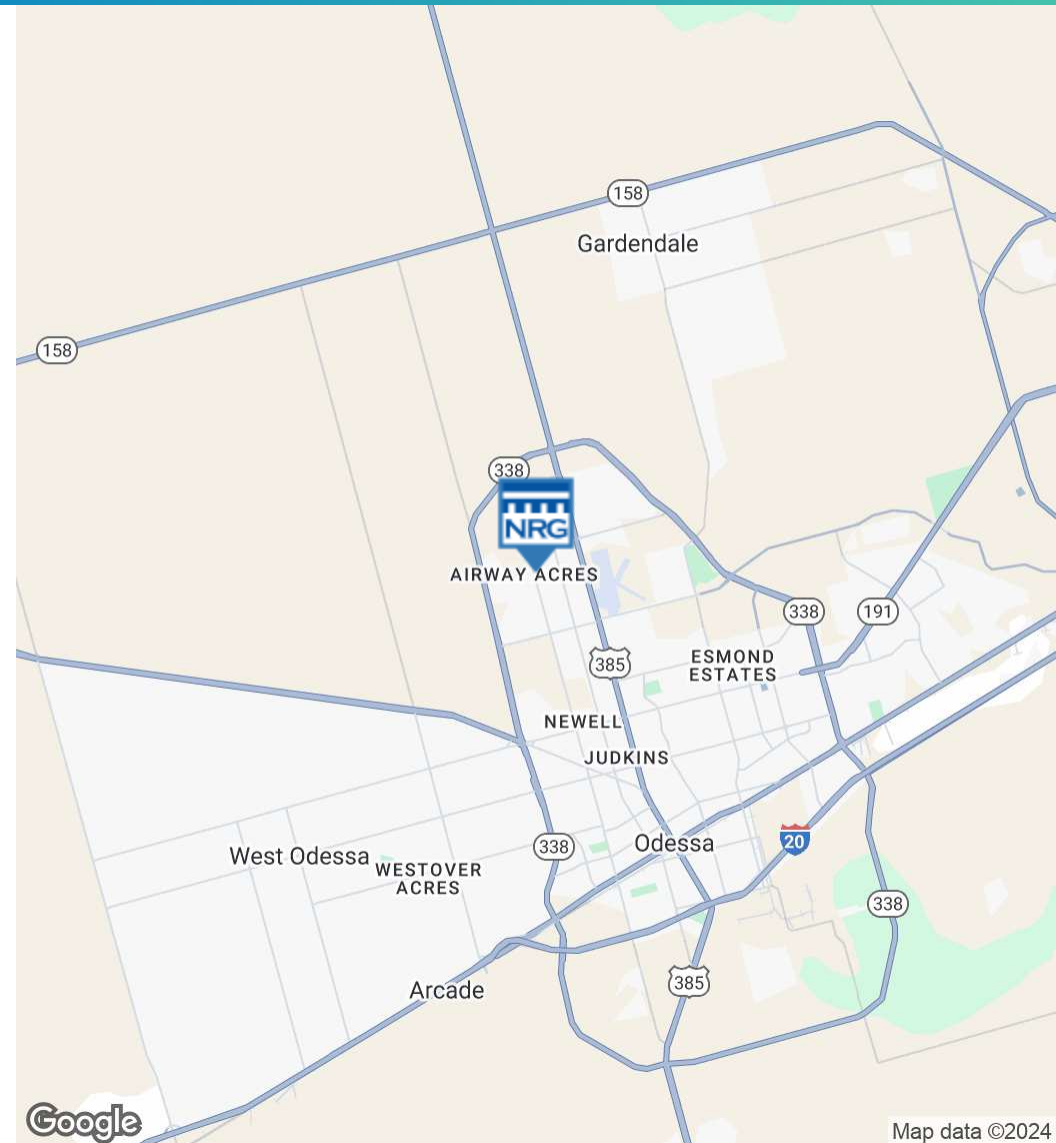 158
Gardendale
158
338
NRG
AIRWAY ACRES
338
191
385
ESMOND
ESTATES
NEWELL
JUDKINS
20
Odessa
338
West Odessa
WESTOVER
ACRES
338
385
Arcade
Google
Map data ©2024